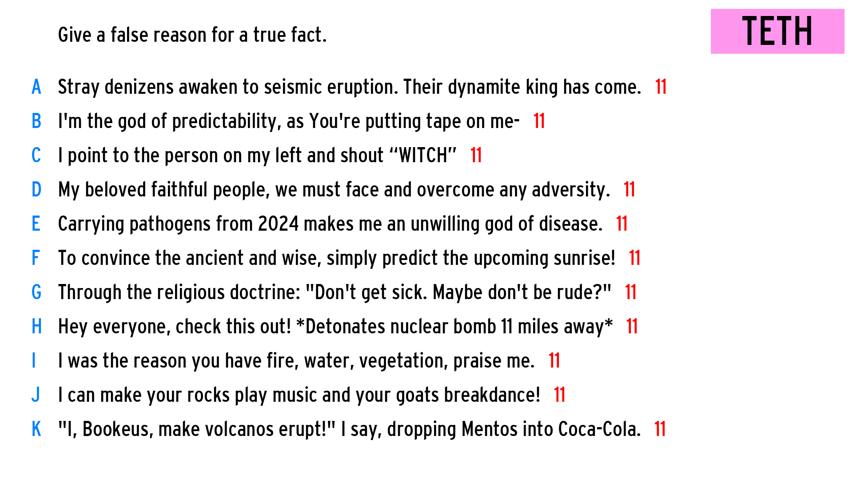 Give a false reason for a true fact.
TETH
A Stray denizens awaken to seismic eruption. Their dynamite king has come. 11
B I'm the god of predictability, as You're putting tape on me- 11
C I point to the person on my left and shout “WITCH” 11
D My beloved faithful people, we must face and overcome any adversity. 11
E Carrying pathogens from 2024 makes me an unwilling god of disease. 11
F To convince the ancient and wise, simply predict the upcoming sunrise! 11
G Through the religious doctrine: "Don't get sick. Maybe don't be rude?" 11
H Hey everyone, check this out! *Detonates nuclear bomb 11 miles away* 11
I I was the reason you have fire, water, vegetation, praise me. 11
J I can make your rocks play music and your goats breakdance! 11
K "I, Bookeus, make volcanos erupt!" I say, dropping Mentos into Coca-Cola. 11